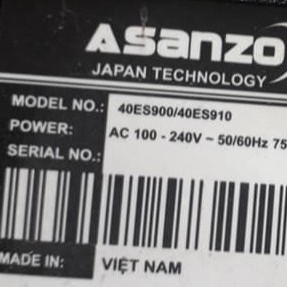 ASANZO
JAPAN TECHNOLOGY
MODEL NO.: 40ES900/40ES910
POWER: AC 100 - 240V ~ 50/60Hz 75
SERIAL NO.:
MADE IN: VIỆT NAM